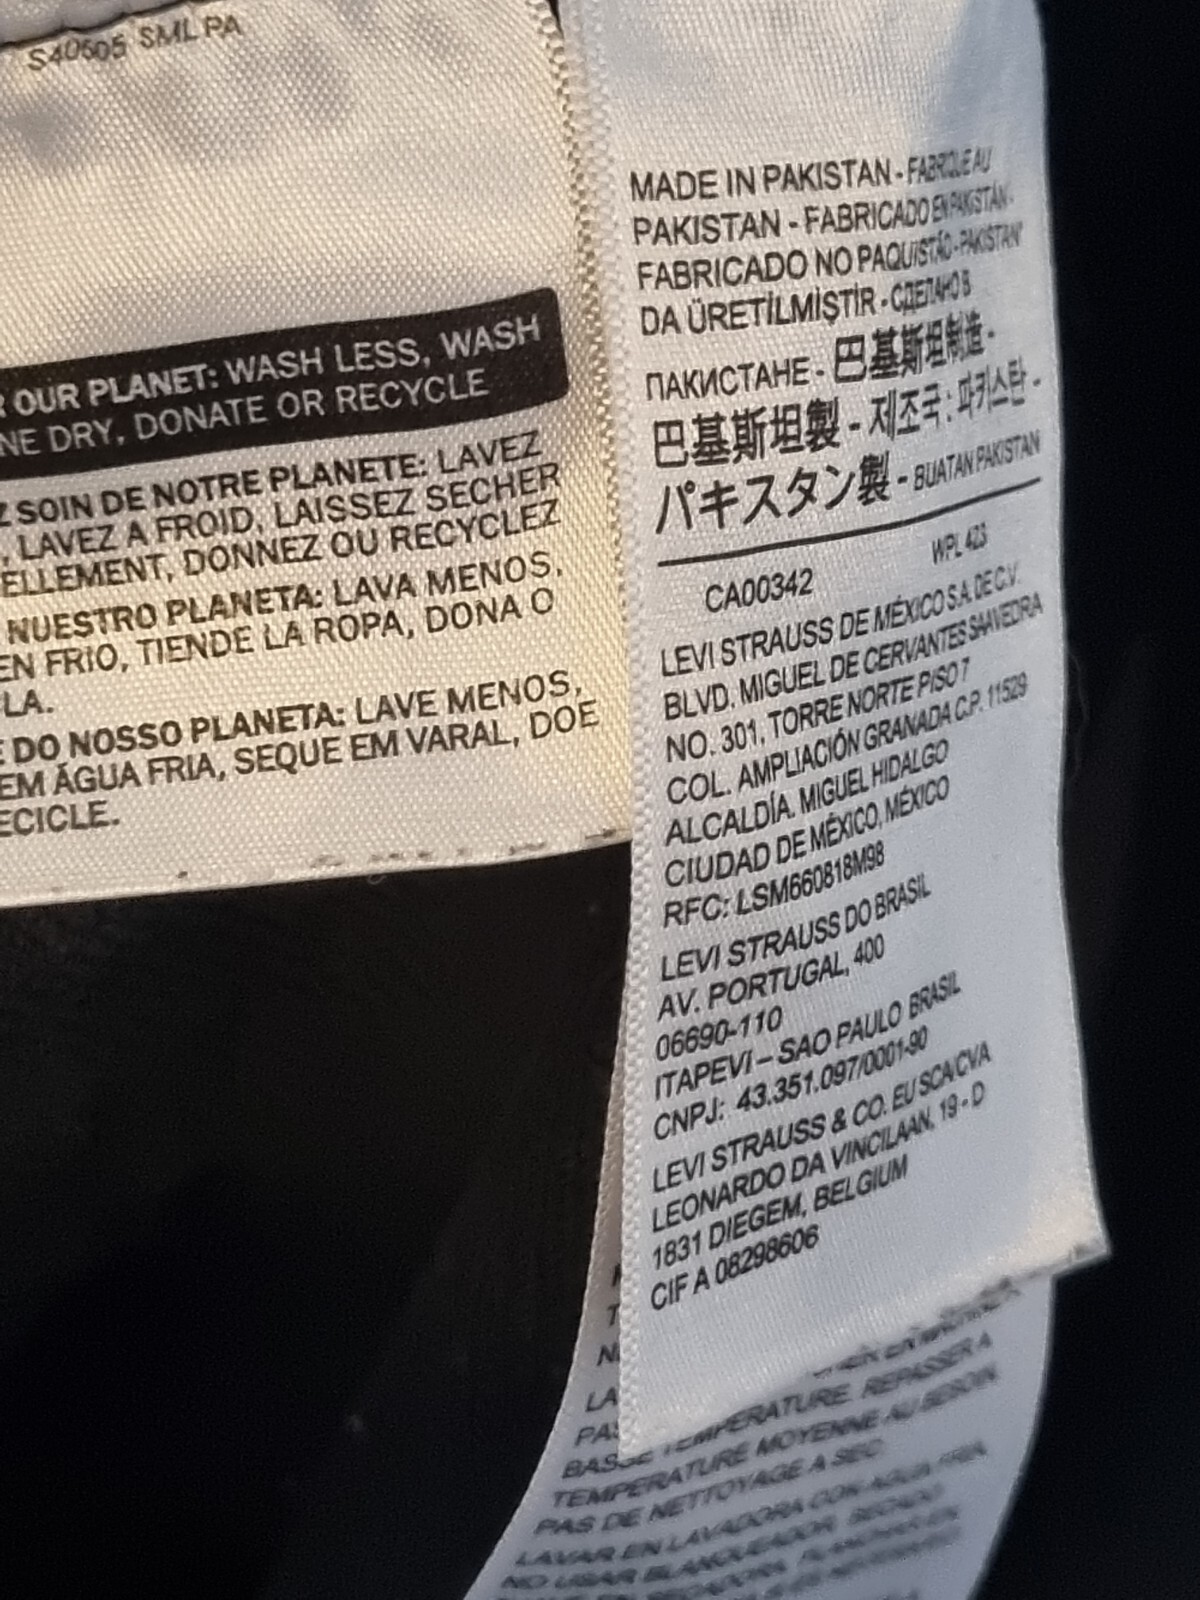 S40505 SML PA
OUR PLANET: WASH LESS, WASH
DRY, DONATE OR RECYCLE
SOIN DE NOTRE PLANETE: LAVEZ
, LAVEZ A FROID, LAISSEZ SECHER
ELLEMENT, DONNEZ OU RECYCLEZ
NUESTRO PLANETA: LAVA MENOS,
EN FRIO, TIENDE LA ROPA, DONA O
LA.
DO NOSSO PLANETA: LAVE MENOS,
EM ÁGUA FRIA, SEQUE EM VARAL, DOE
ECICLE.
MADE IN PAKISTAN - FABRIQUE AU
PAKISTAN - FABRICADO EN PAKISTÁN -
FABRICADO NO PAQUISTÃO - PAKISTAN'
DA ÜRETİLMİŞTİR - СДЕЛАНО В
ПАКИСТАНЕ - 巴基斯坦制造 -
巴基斯坦製 - 제조국 : 파키스탄 -
パキスタン製 - BUATAN PAKISTAN
CA00342 WPL 423
LEVI STRAUSS DE MÉXICO S.A. DE C.V.
BLVD. MIGUEL DE CERVANTES SAAVEDRA
NO. 301, TORRE NORTE PISO 7
COL. AMPLIACIÓN GRANADA C.P. 11529
ALCALDÍA. MIGUEL HIDALGO
CIUDAD DE MÉXICO, MÉXICO
RFC: LSM660818M98
LEVI STRAUSS DO BRASIL
AV. PORTUGAL, 400
06690-110
ITAPEVI – SAO PAULO BRASIL
CNPJ: 43.351.097/0001-90
LEVI STRAUSS & CO. EU SCA/CVA
LEONARDO DA VINCILAAN, 19 - D
1831 DIEGEM, BELGIUM
CIF A 08298606
BASSE TEMPERATURE. REPASSER A
TEMPERATURE MOYENNE AU BESOIN.
PAS DE NETTOYAGE A SEC
LAVAR EN LAVADORA CON AGUA FRIA.
NO USAR BLANQUEADOR. SECADO